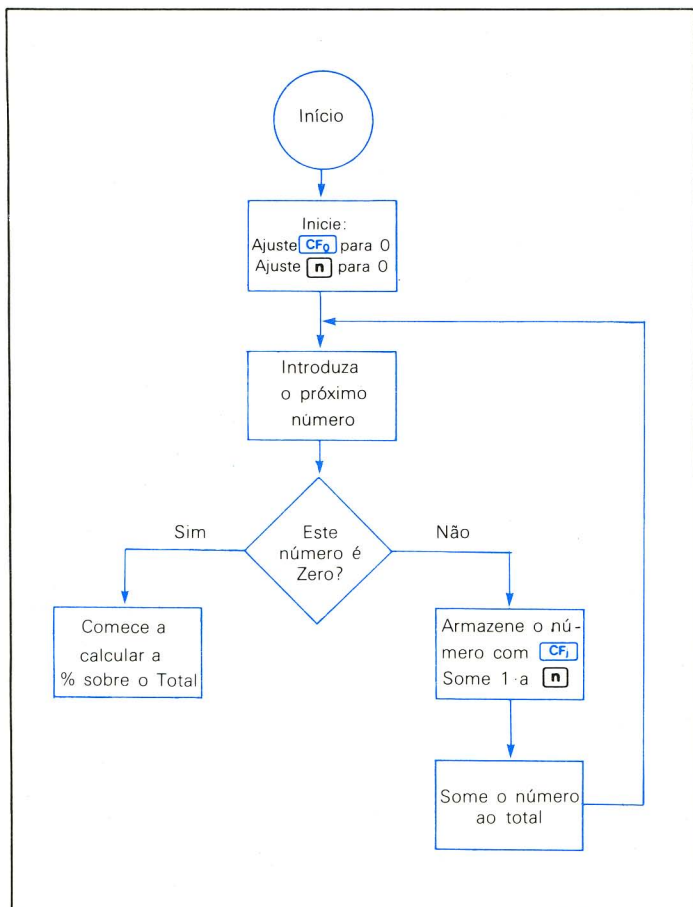 Início
Inicie:
Ajuste CF₀ para 0
Ajuste n para 0
Introduza
o próximo
número
Este
número é
Zero?
Sim
Não
Comece a
calcular a
% sobre o Total
Armazene o nú-
mero com CFⱼ
Some 1 a n
Some o número
ao total